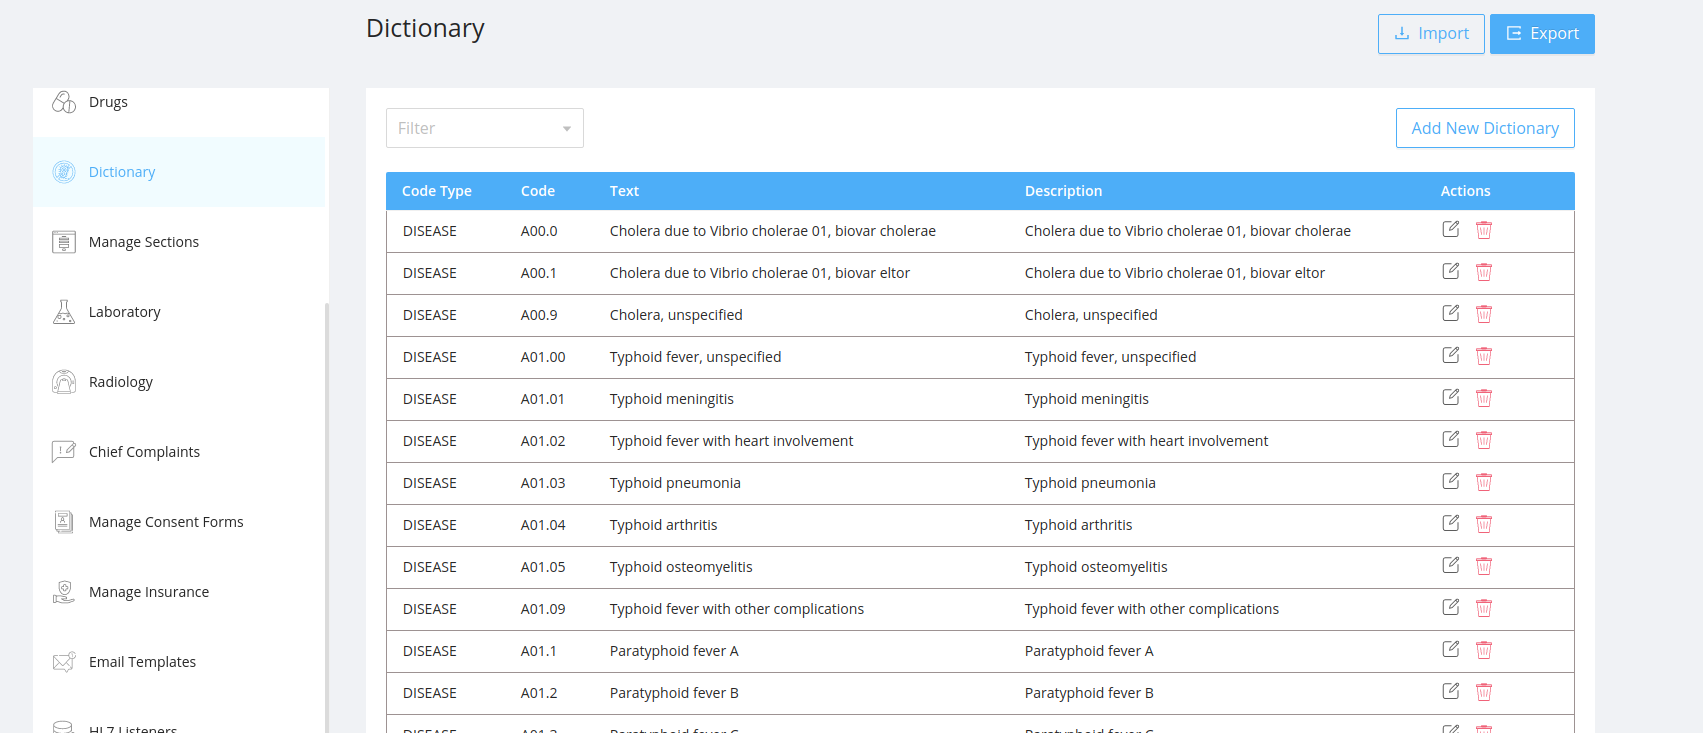 Dictionary
Import
Export
Drugs
Dictionary
Manage Sections
Laboratory
Radiology
Chief Complaints
Manage Consent Forms
Manage Insurance
Email Templates
HL7 Listeners
Filter
Add New Dictionary
Code Type Code Text Description Actions
DISEASE A00.0 Cholera due to Vibrio cholerae 01, biovar cholerae Cholera due to Vibrio cholerae 01, biovar cholerae
DISEASE A00.1 Cholera due to Vibrio cholerae 01, biovar eltor Cholera due to Vibrio cholerae 01, biovar eltor
DISEASE A00.9 Cholera, unspecified Cholera, unspecified
DISEASE A01.00 Typhoid fever, unspecified Typhoid fever, unspecified
DISEASE A01.01 Typhoid meningitis Typhoid meningitis
DISEASE A01.02 Typhoid fever with heart involvement Typhoid fever with heart involvement
DISEASE A01.03 Typhoid pneumonia Typhoid pneumonia
DISEASE A01.04 Typhoid arthritis Typhoid arthritis
DISEASE A01.05 Typhoid osteomyelitis Typhoid osteomyelitis
DISEASE A01.09 Typhoid fever with other complications Typhoid fever with other complications
DISEASE A01.1 Paratyphoid fever A Paratyphoid fever A
DISEASE A01.2 Paratyphoid fever B Paratyphoid fever B
DISEASE A01.3 Paratyphoid fever C Paratyphoid fever C